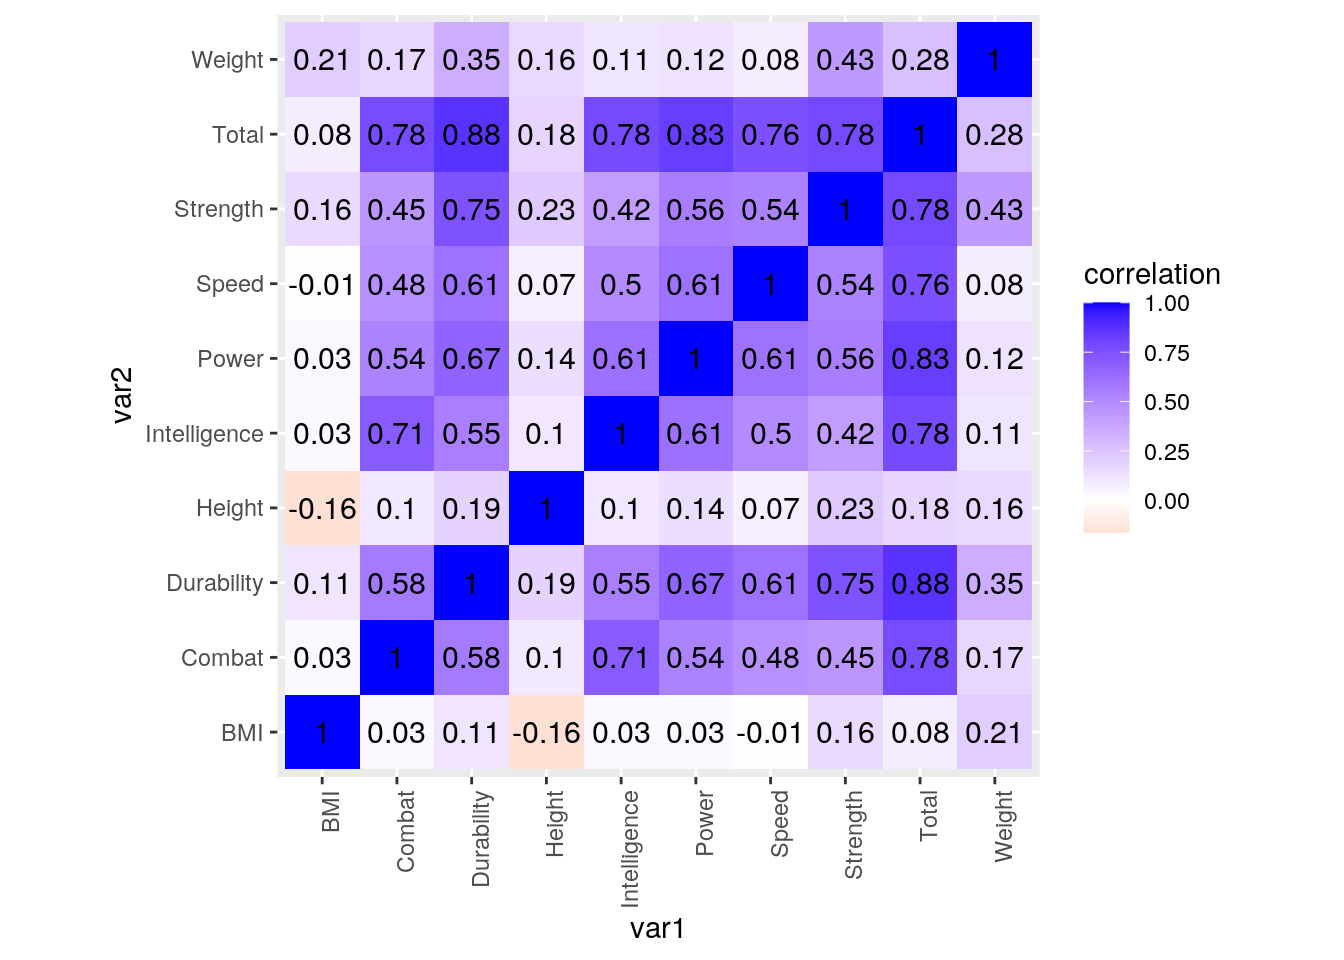 Weight 0.21 0.17 0.35 0.16 0.11 0.12 0.08 0.43 0.28 1
Total 0.08 0.78 0.88 0.18 0.78 0.83 0.76 0.78 1 0.28
Strength 0.16 0.45 0.75 0.23 0.42 0.56 0.54 1 0.78 0.43
Speed -0.01 0.48 0.61 0.07 0.5 0.61 1 0.54 0.76 0.08
Power 0.03 0.54 0.67 0.14 0.61 1 0.61 0.56 0.83 0.12
Intelligence 0.03 0.71 0.55 0.1 1 0.61 0.5 0.42 0.78 0.11
Height -0.16 0.1 0.19 1 0.1 0.14 0.07 0.23 0.18 0.16
Durability 0.11 0.58 1 0.19 0.55 0.67 0.61 0.75 0.88 0.35
Combat 0.03 1 0.58 0.1 0.71 0.54 0.48 0.45 0.78 0.17
BMI 1 0.03 0.11 -0.16 0.03 0.03 -0.01 0.16 0.08 0.21
BMI Combat Durability Height Intelligence Power Speed Strength Total Weight
var1
var2
correlation
1.00
0.75
0.50
0.25
0.00